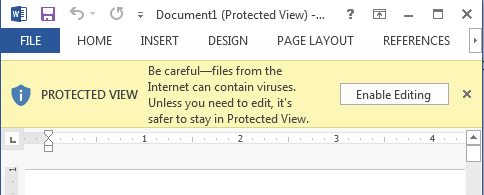 Document1 (Protected View) -...
FILE HOME INSERT DESIGN PAGE LAYOUT REFERENCES
PROTECTED VIEW
Be careful—files from the
Internet can contain viruses.
Unless you need to edit, it's
safer to stay in Protected View.
Enable Editing
1 2 3 4
1